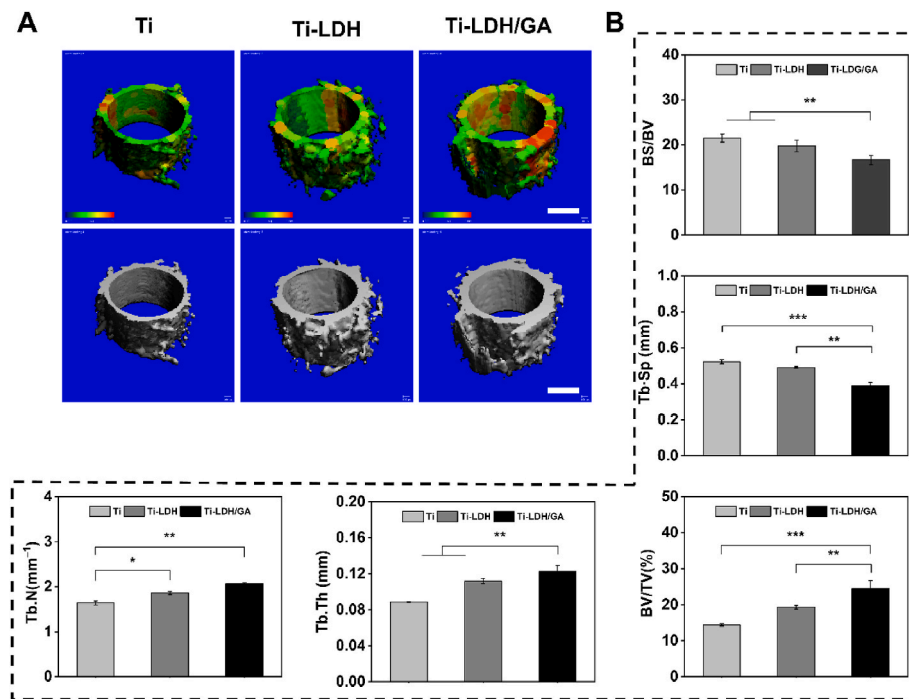 A
B
Ti
Ti-LDH
Ti-LDH/GA
40
30
20
10
0
BS/BV
Ti
Ti-LDH
Ti-LDG/GA
**
1.0
0.8
0.6
0.4
0.2
0.0
Tb·Sp (mm)
Ti
Ti-LDH
Ti-LDH/GA
***
**
4
3
2
1
0
Tb.N(mm⁻¹)
Ti
Ti-LDH
Ti-LDH/GA
**
*
0.20
0.16
0.12
0.08
0.04
0.00
Tb.Th (mm)
Ti
Ti-LDH
Ti-LDH/GA
**
50
40
30
20
10
0
BV/TV(%)
Ti
Ti-LDH
Ti-LDH/GA
***
**